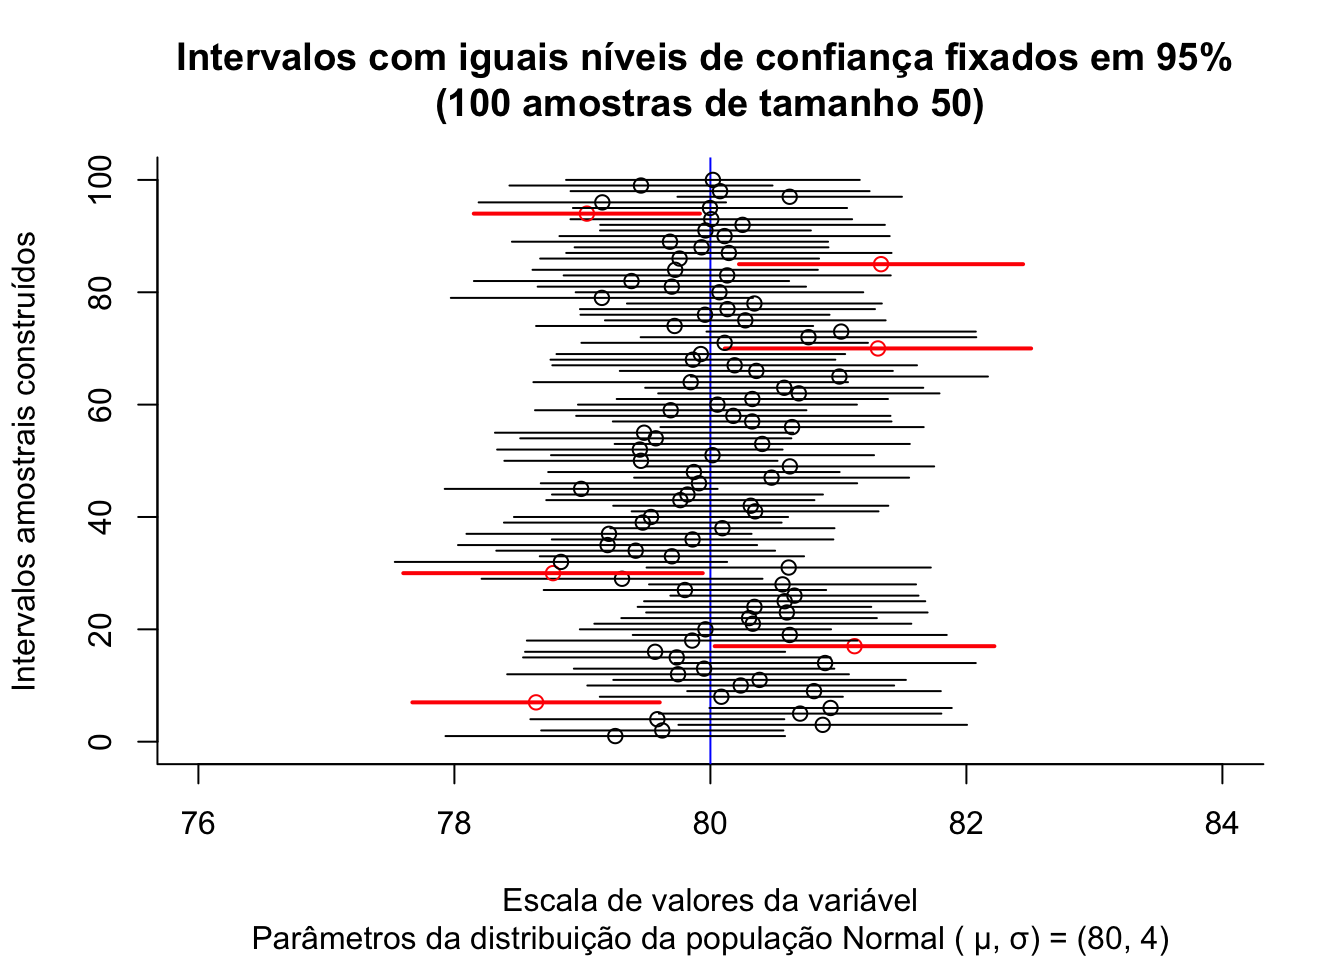 Intervalos com iguais níveis de confiança fixados em 95%
(100 amostras de tamanho 50)
Intervalos amostrais construídos
100
80
60
40
20
0
76 78 80 82 84
Escala de valores da variável
Parâmetros da distribuição da população Normal ( μ, σ) = (80, 4)